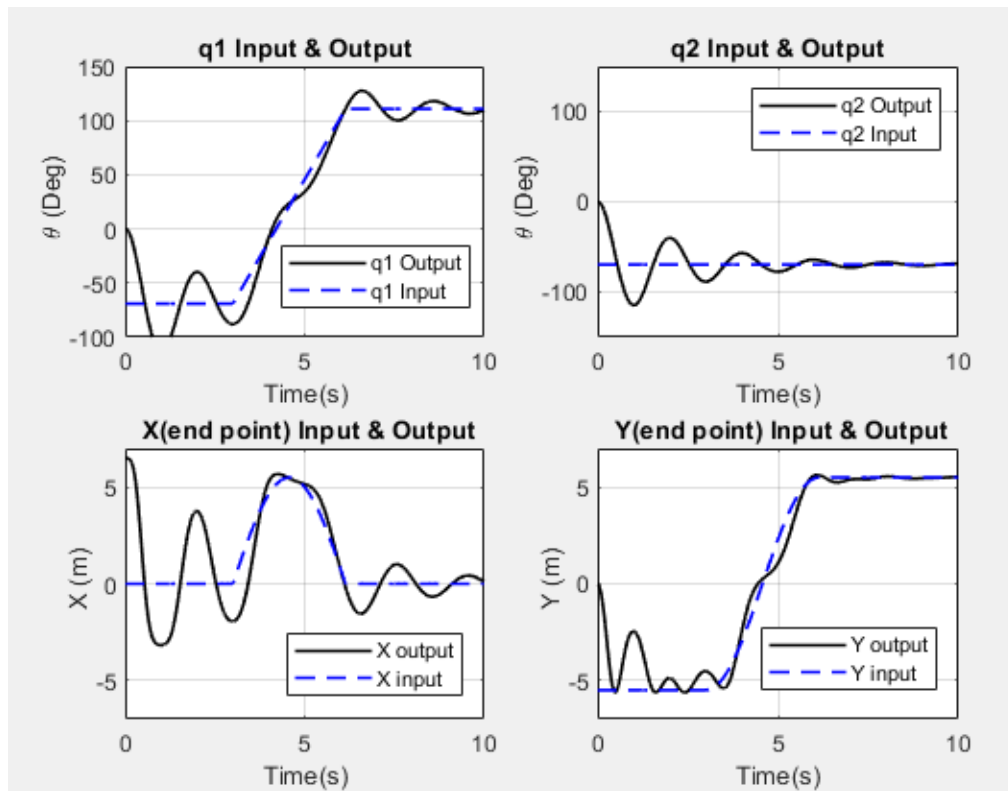 q1 Input & Output
150
100
50
0
-50
-100
θ (Deg)
q1 Output
q1 Input
0
5
10
Time(s)
q2 Input & Output
100
0
-100
θ (Deg)
q2 Output
q2 Input
0
5
10
Time(s)
X(end point) Input & Output
5
0
-5
X (m)
X output
X input
0
5
10
Time(s)
Y(end point) Input & Output
5
0
-5
Y (m)
Y output
Y input
0
5
10
Time(s)